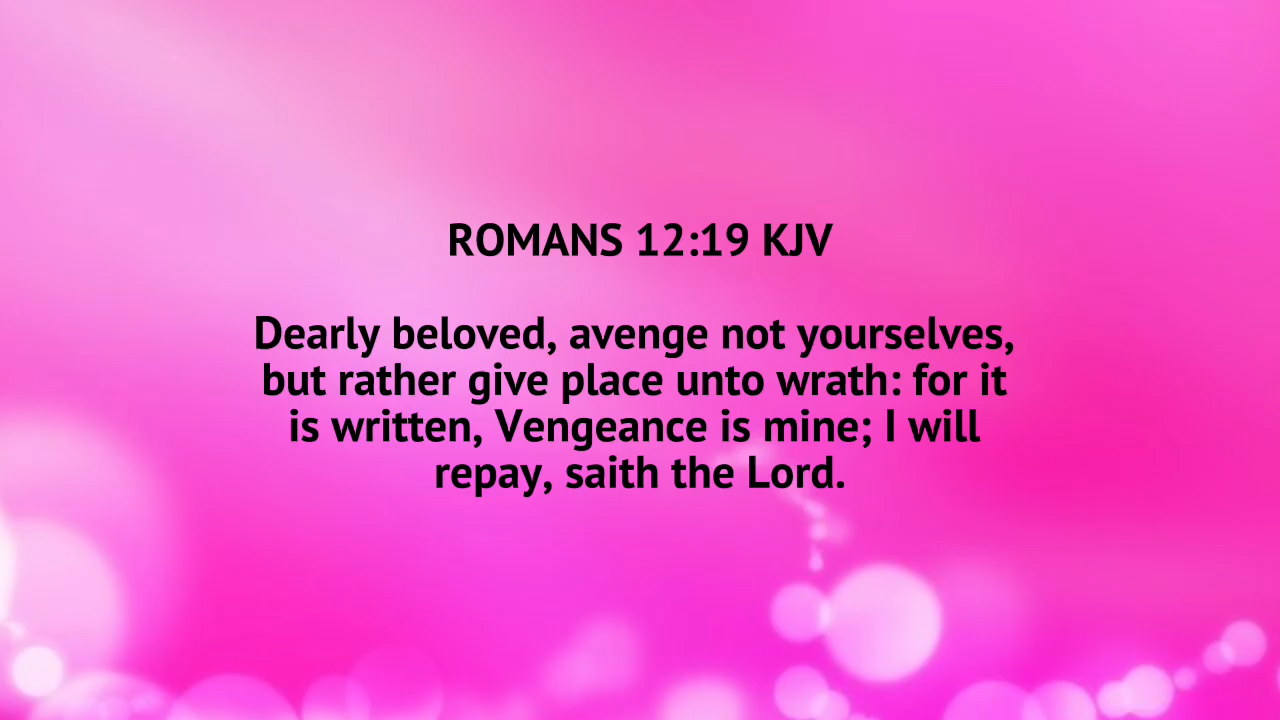 ROMANS 12:19 KJV
Dearly beloved, avenge not yourselves,
but rather give place unto wrath: for it
is written, Vengeance is mine; I will
repay, saith the Lord.